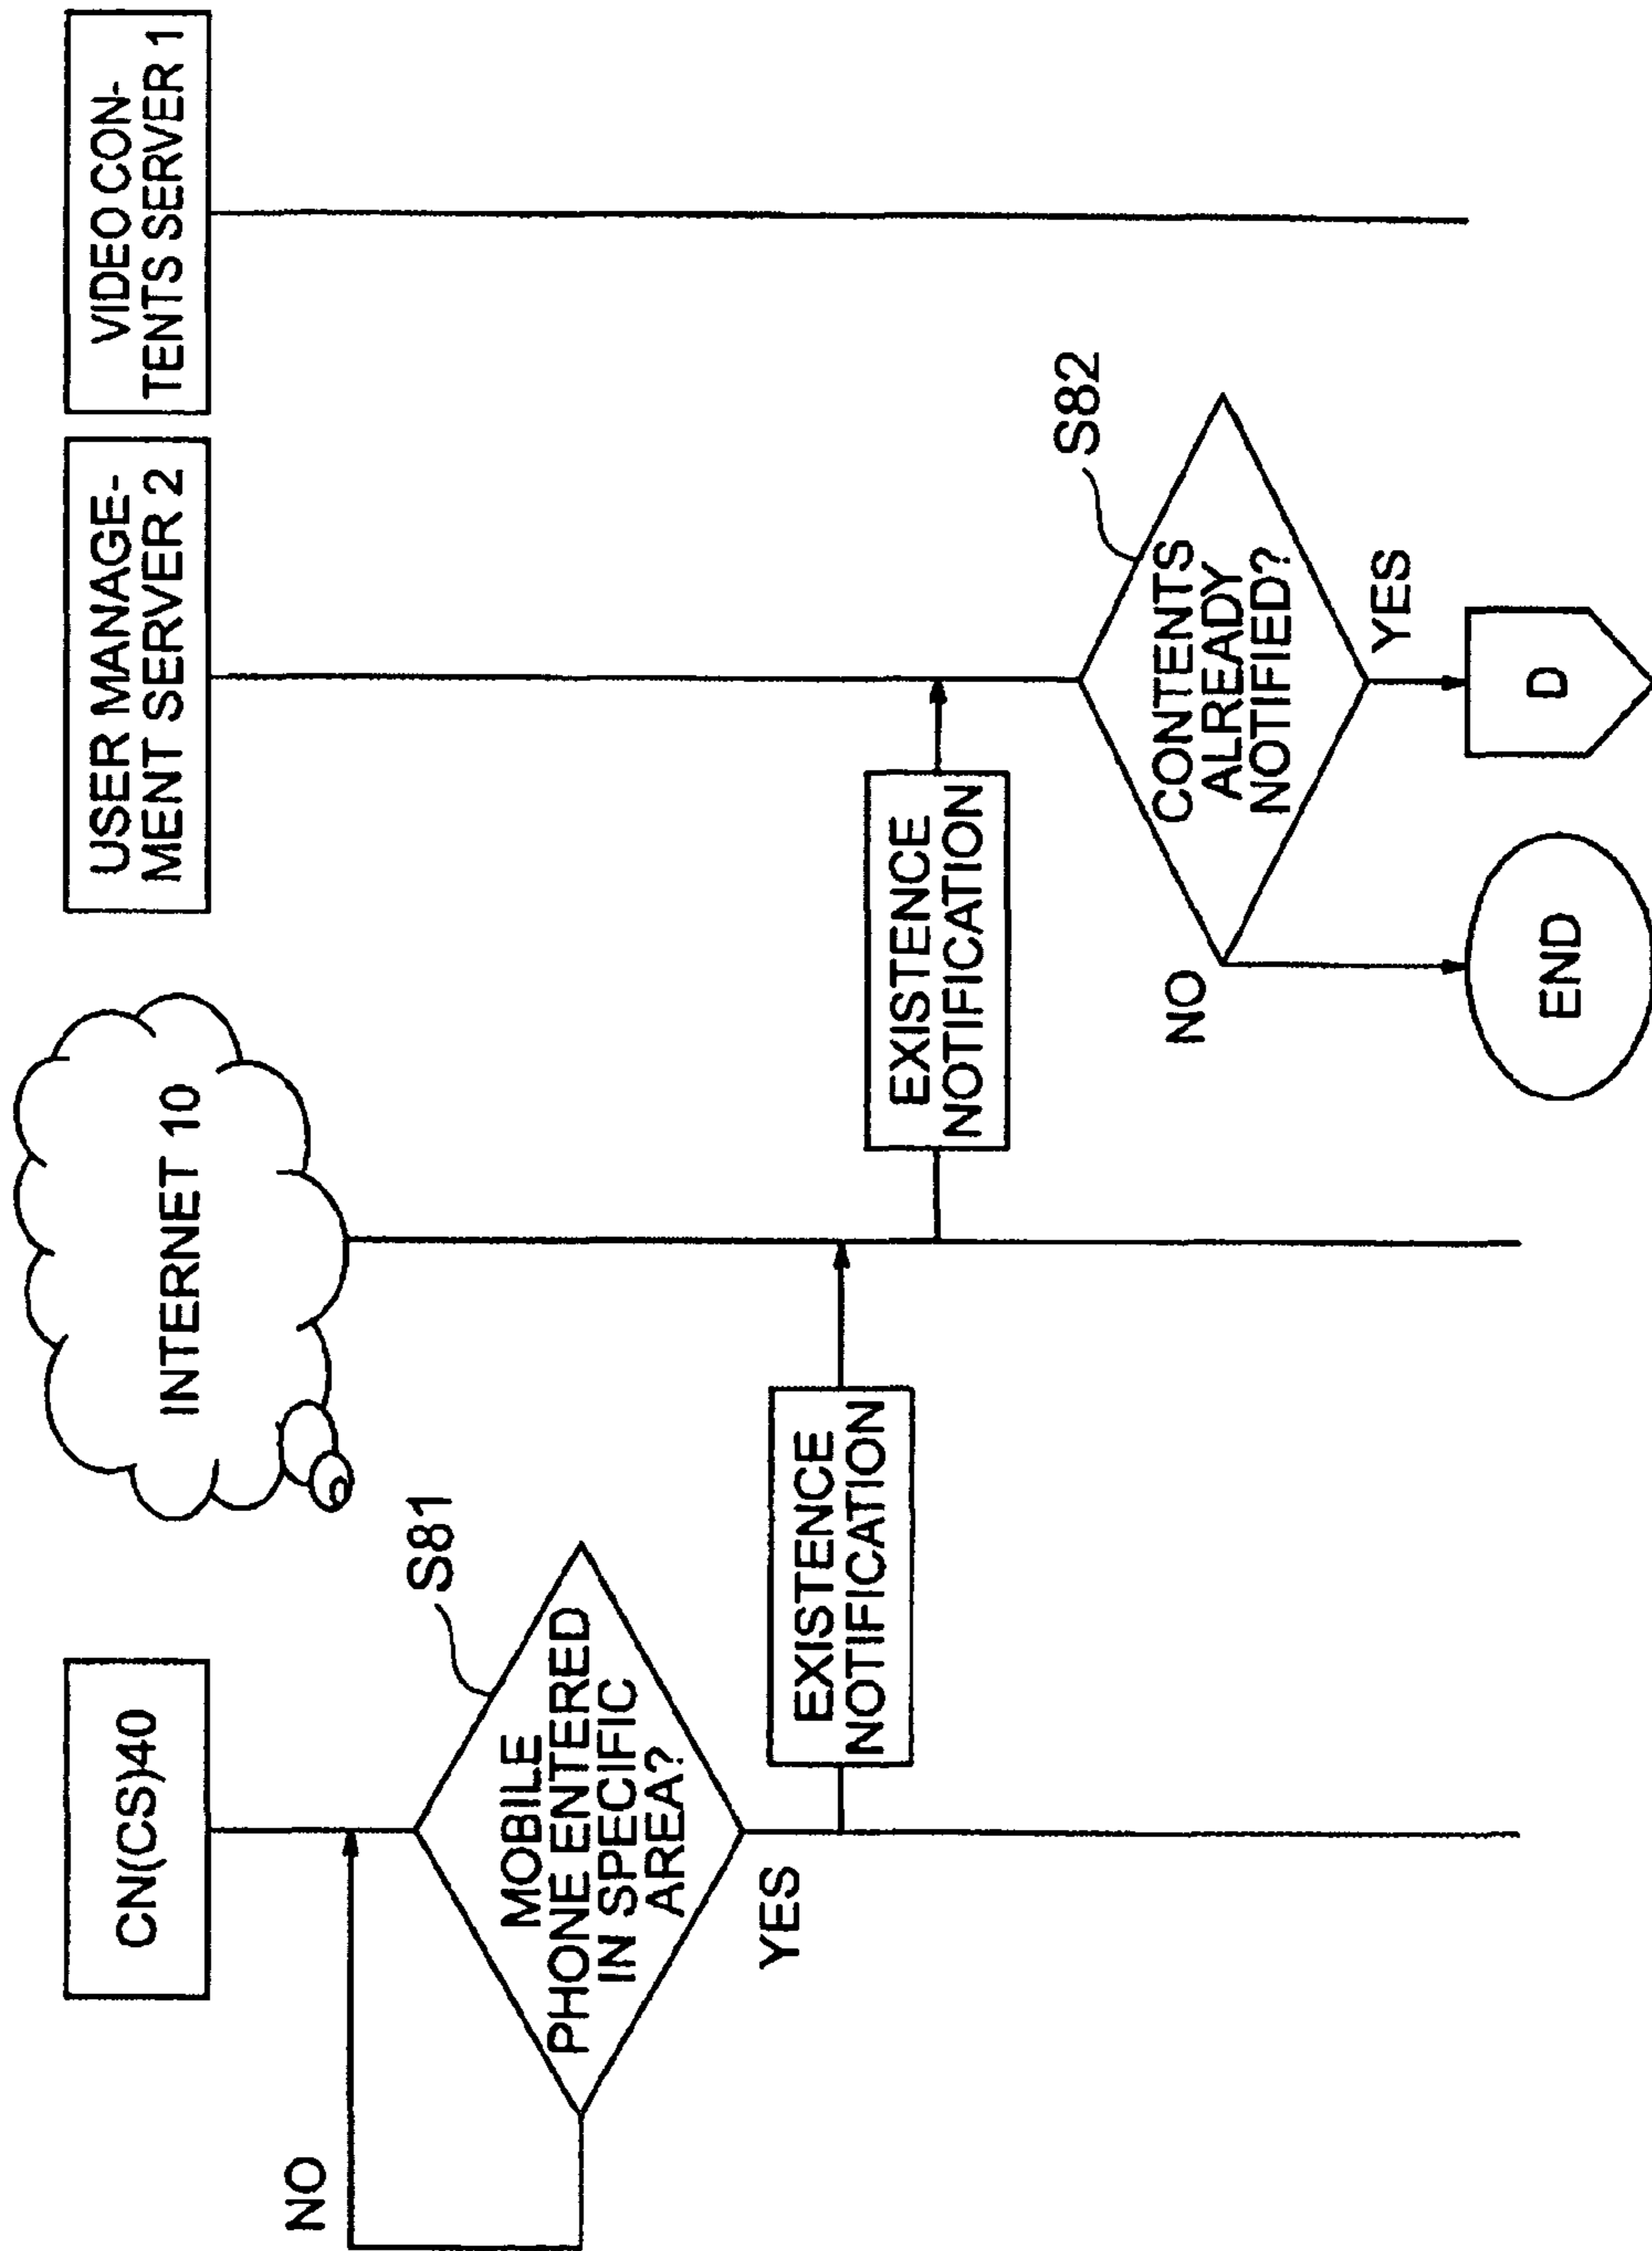 CN(CS)40
INTERNET 10
USER MANAGE-
MENT SERVER 2
VIDEO CON-
TENTS SERVER 1
NO
S81
MOBILE
PHONE ENTERED
IN SPECIFIC
AREA?
YES
EXISTENCE
NOTIFICATION
EXISTENCE
NOTIFICATION
S82
CONTENTS
ALREADY
NOTIFIED?
NO
YES
END
D